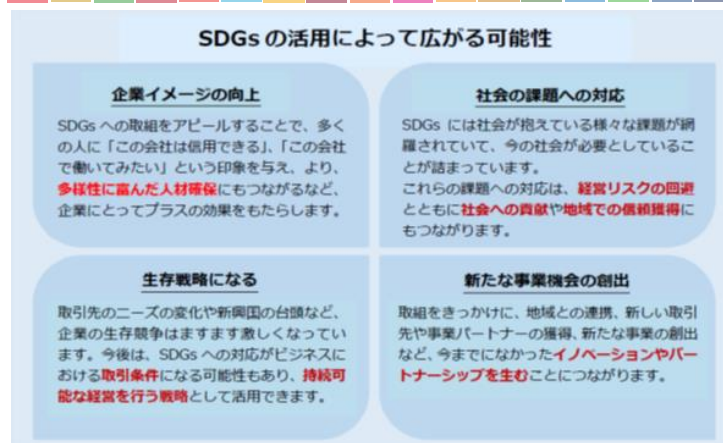 SDGs の活用によって広がる可能性
企業イメージの向上
SDGs への取組をアピールすることで、多く
の人に「この会社は信用できる」、「この会社
で働いてみたい」という印象を与え、より、
多様性に富んだ人材確保にもつながるなど、
企業にとってプラスの効果をもたらします。
社会の課題への対応
SDGs には社会が抱えている様々な課題が網
羅されていて、今の社会が必要としているこ
とが詰まっています。
これらの課題への対応は、経営リスクの回避
とともに社会への貢献や地域での信頼獲得に
もつながります。
生存戦略になる
取引先のニーズの変化や新興国の台頭など、
企業の生存競争はますます激しくなってい
ます。今後は、SDGs への対応がビジネスに
おける取引条件になる可能性もあり、持続可
能な経営を行う戦略として活用できます。
新たな事業機会の創出
取組をきっかけに、地域との連携、新しい取引
先や事業パートナーの獲得、新たな事業の創出
など、今までになかったイノベーションやパー
トナーシップを生むことにつながります。